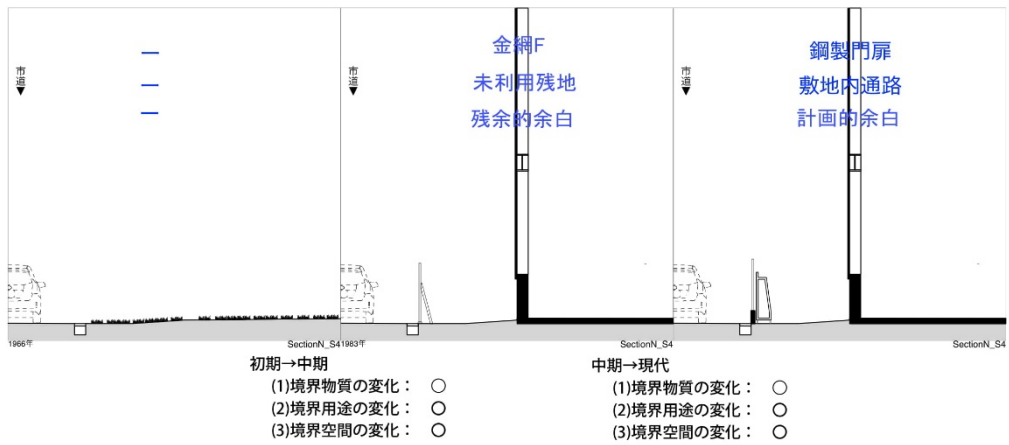 市道
▼
一
一
一
1966年
SectionN_S4
市道
▼
金網F
未利用残地
残余的余白
1983年
SectionN_S4
市道
▼
鋼製門扉
敷地内通路
計画的余白
SectionN_S4
初期→中期
(1)境界物質の変化： ○
(2)境界用途の変化： ○
(3)境界空間の変化： ○
中期→現代
(1)境界物質の変化： ○
(2)境界用途の変化： ○
(3)境界空間の変化： ○